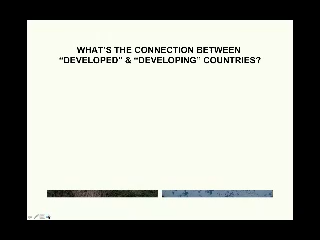 WHAT'S THE CONNECTION BETWEEN
“DEVELOPED” & “DEVELOPING” COUNTRIES?